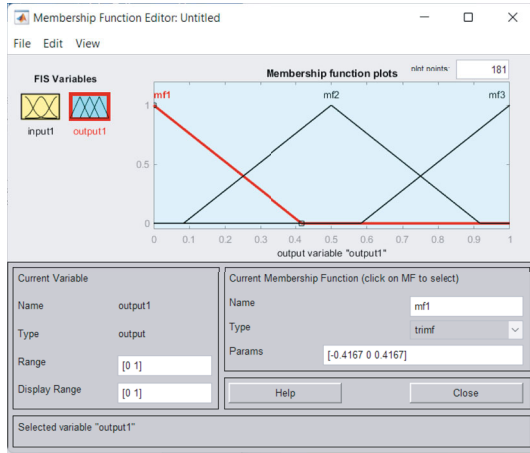 Membership Function Editor: Untitled
File Edit View
FIS Variables
input1 output1
Membership function plots
plot points: 181
mf1 mf2 mf3
1
0.5
0
0 0.1 0.2 0.3 0.4 0.5 0.6 0.7 0.8 0.9 1
output variable "output1"
Current Variable
Name output1
Type output
Range [0 1]
Display Range [0 1]
Current Membership Function (click on MF to select)
Name mf1
Type trimf
Params [-0.4167 0 0.4167]
Help Close
Selected variable "output1"